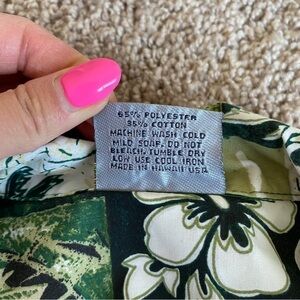 65% POLYESTER
35% COTTON
MACHINE WASH COLD
MILD SOAP. DO NOT
BLEACH. TUMBLE DRY
LOW USE COOL IRON
MADE IN HAWAII USA